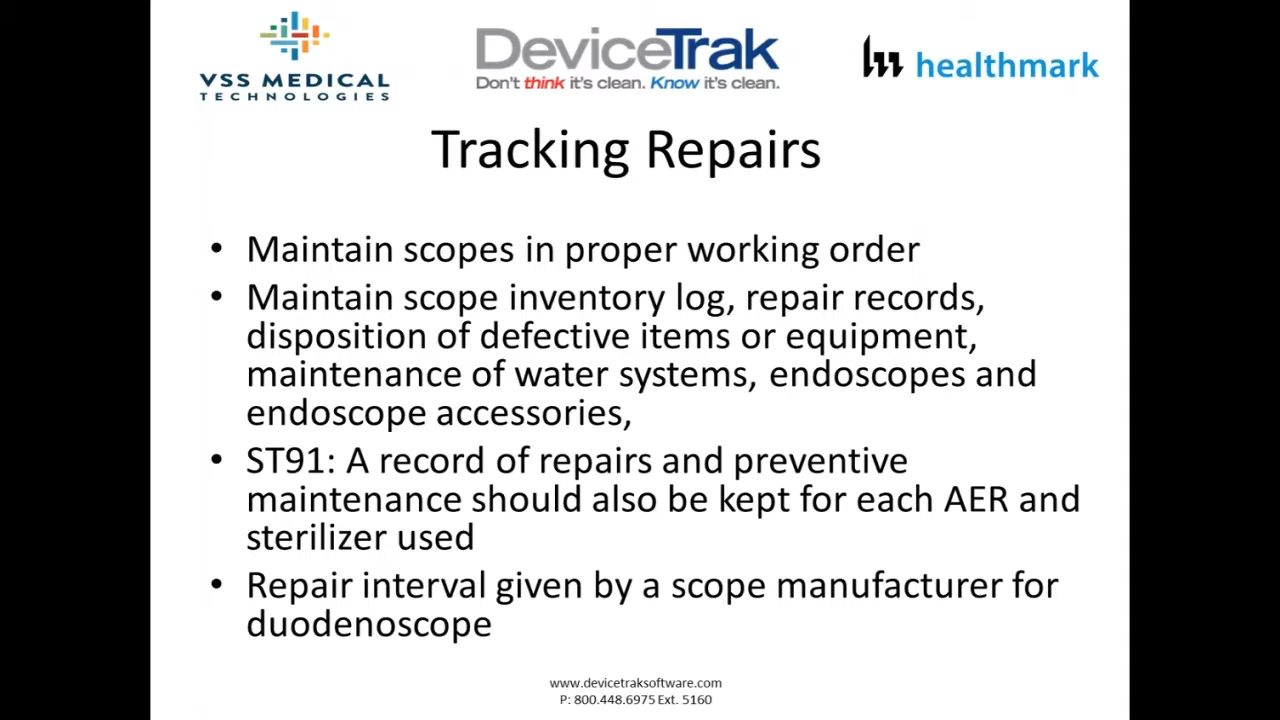 VSS MEDICAL
TECHNOLOGIES
DeviceTrak
Don't think it's clean. Know it's clean.
healthmark
Tracking Repairs
• Maintain scopes in proper working order
• Maintain scope inventory log, repair records,
disposition of defective items or equipment,
maintenance of water systems, endoscopes and
endoscope accessories,
• ST91: A record of repairs and preventive
maintenance should also be kept for each AER and
sterilizer used
• Repair interval given by a scope manufacturer for
duodenoscope
www.devicetraksoftware.com
P: 800.448.6975 Ext. 5160